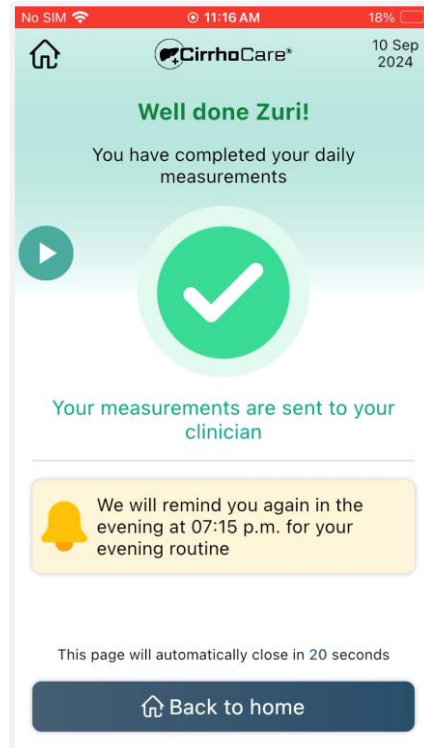 No SIM 11:16 AM 18%
CirrhoCare® 10 Sep
2024
Well done Zuri!
You have completed your daily
measurements
Your measurements are sent to your
clinician
We will remind you again in the
evening at 07:15 p.m. for your
evening routine
This page will automatically close in 20 seconds
Back to home